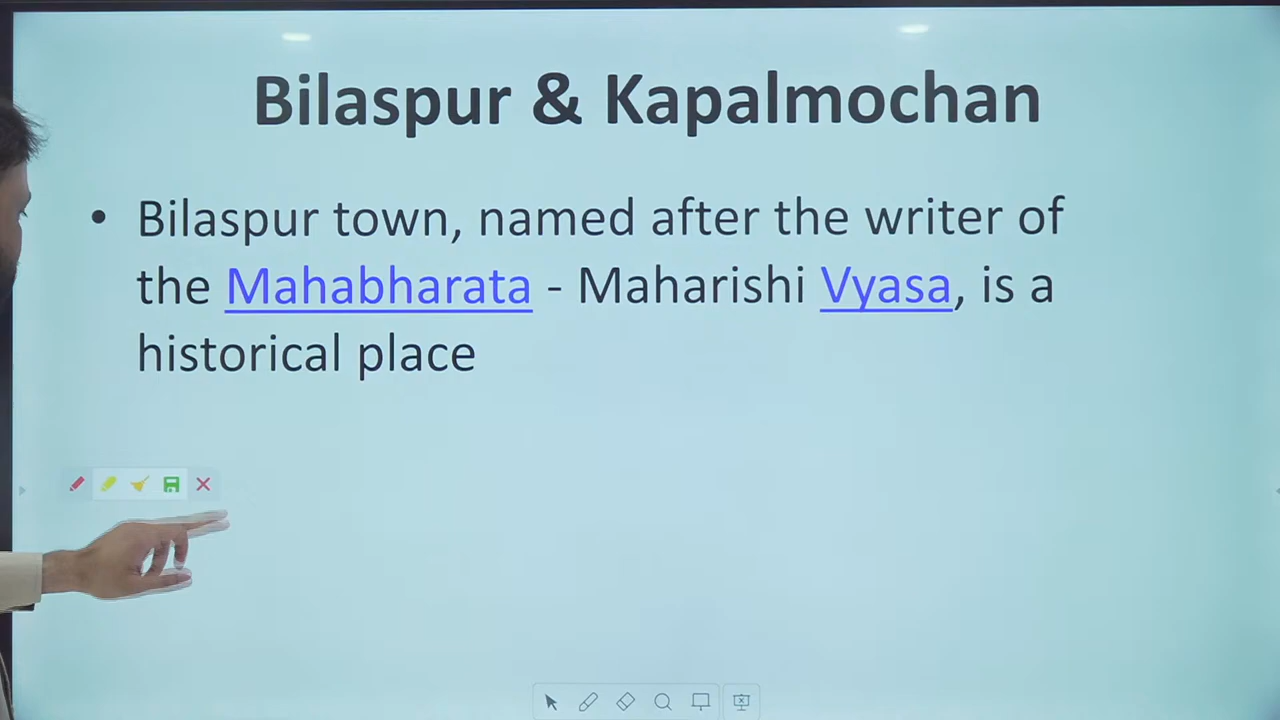 Bilaspur & Kapalmochan
• Bilaspur town, named after the writer of
the Mahabharata - Maharishi Vyasa, is a
historical place